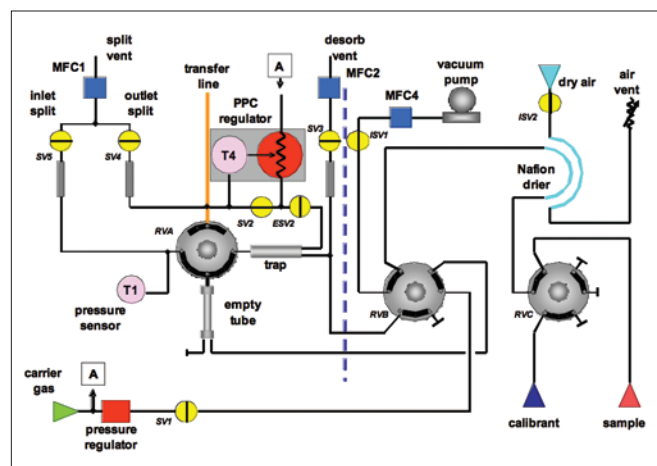 split
vent
MFC1
inlet
split
outlet
split
transfer
line
A
PPC
regulator
desorb
vent
MFC2
MFC4
vacuum
pump
dry air
air
vent
SV5
SV4
T4
SV3
ISV1
ISV2
Nafion
drier
SV2
ESV2
RVA
trap
T1
pressure
sensor
empty
tube
RVB
RVC
carrier
gas
A
pressure
regulator
SV1
calibrant
sample